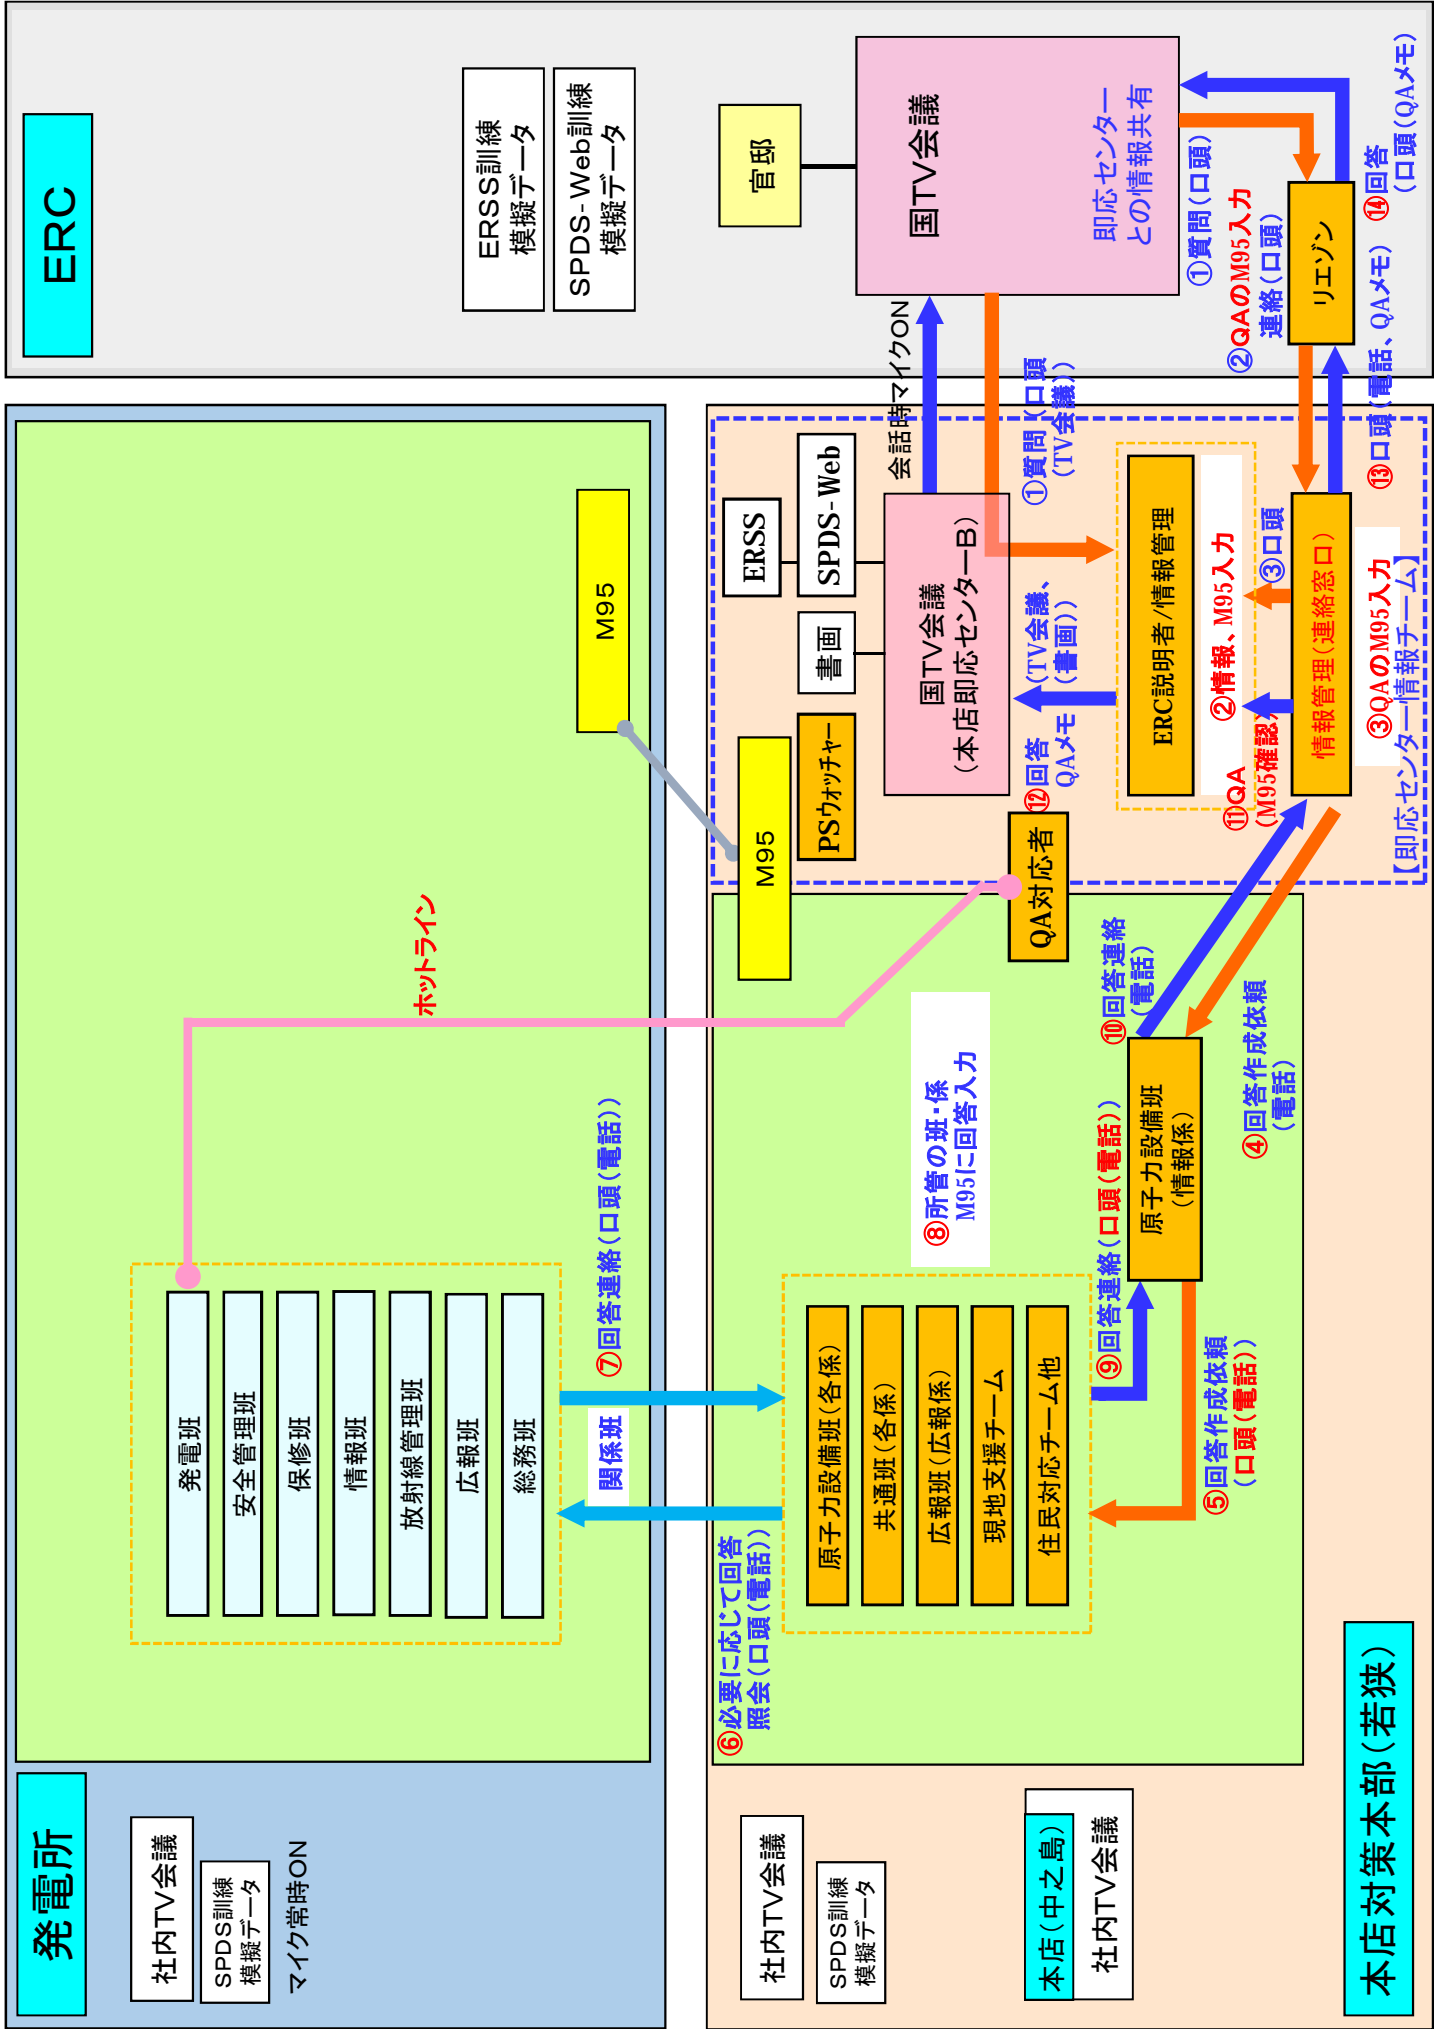 発電所
社内TV会議
SPDS訓練
模擬データ
マイク常時ON
発電班
安全管理班
保修班
情報班
放射線管理班
広報班
総務班
ホットライン
M95
⑦回答連絡(口頭(電話))
関係班
ERC
ERSS訓練
模擬データ
SPDS-Web訓練
模擬データ
官邸
国TV会議
即応センター
との情報共有
①質問(口頭)
②QAのM95入力
連絡(口頭)
リエゾン
⑭回答
(口頭(QAメモ)
⑬口頭(電話、QAメモ)
本店対策本部(若狭)
社内TV会議
SPDS訓練
模擬データ
本店(中之島)
社内TV会議
⑥必要に応じて回答
照会(口頭(電話))
原子力設備班(各係)
共通班(各係)
広報班(広報係)
現地支援チーム
住民対応チーム他
⑧所管の班・係
M95に回答入力
⑨回答連絡(口頭(電話))
⑤回答作成依頼
(口頭(電話))
原子力設備班
(情報係)
⑩回答連絡
(電話)
④回答作成依頼
(電話)
M95
QA対応者
PSウォッチャー
書画
ERSS
SPDS-Web
会話時マイクON
国TV会議
(本店即応センターB)
①質問(口頭
(TV会議))
⑫回答(TV会議、
QAメモ(書画))
ERC説明者/情報管理
②情報、M95入力
⑪QA
(M95確認)
③口頭
情報管理(連絡窓口)
③QAのM95入力
【即応センター情報チーム】